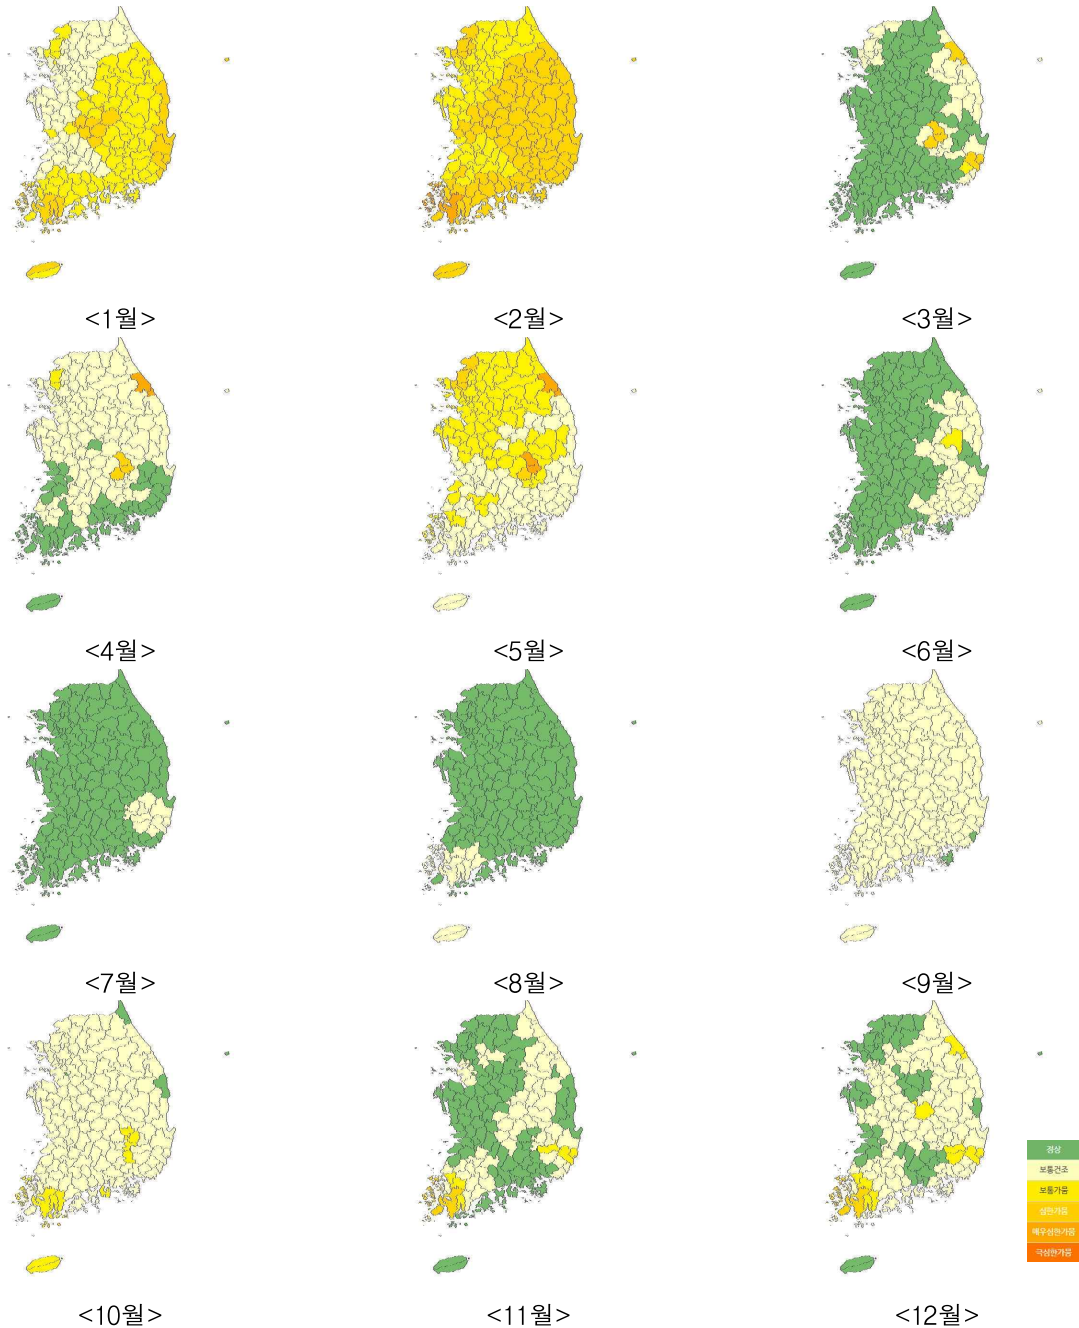 <1월>
<2월>
<3월>
<4월>
<5월>
<6월>
<7월>
<8월>
<9월>
<10월>
<11월>
<12월>
정상
보통건조
보통가뭄
심한가뭄
매우심한가뭄
극심한가뭄